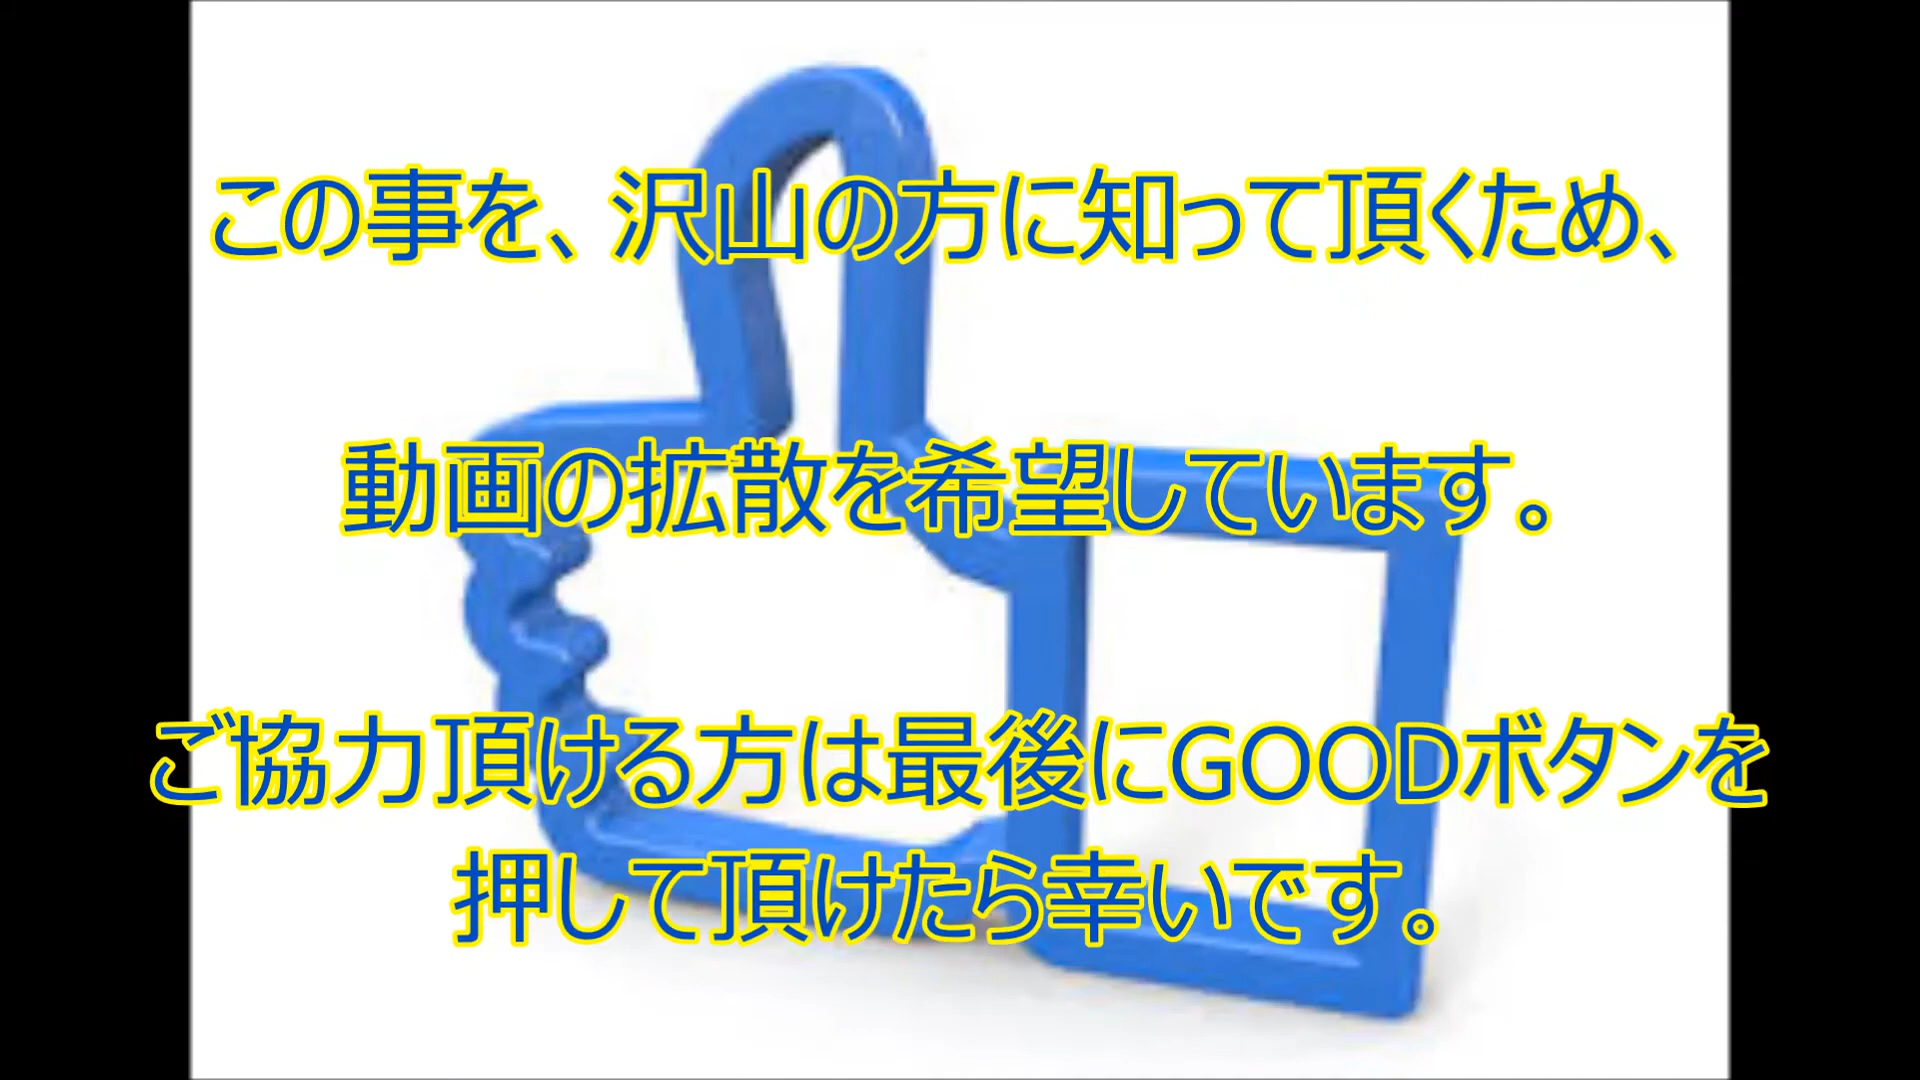 この事を、沢山の方に知って頂くため、
動画の拡散を希望しています。
ご協力頂ける方は最後にGOODボタンを
押して頂けたら幸いです。